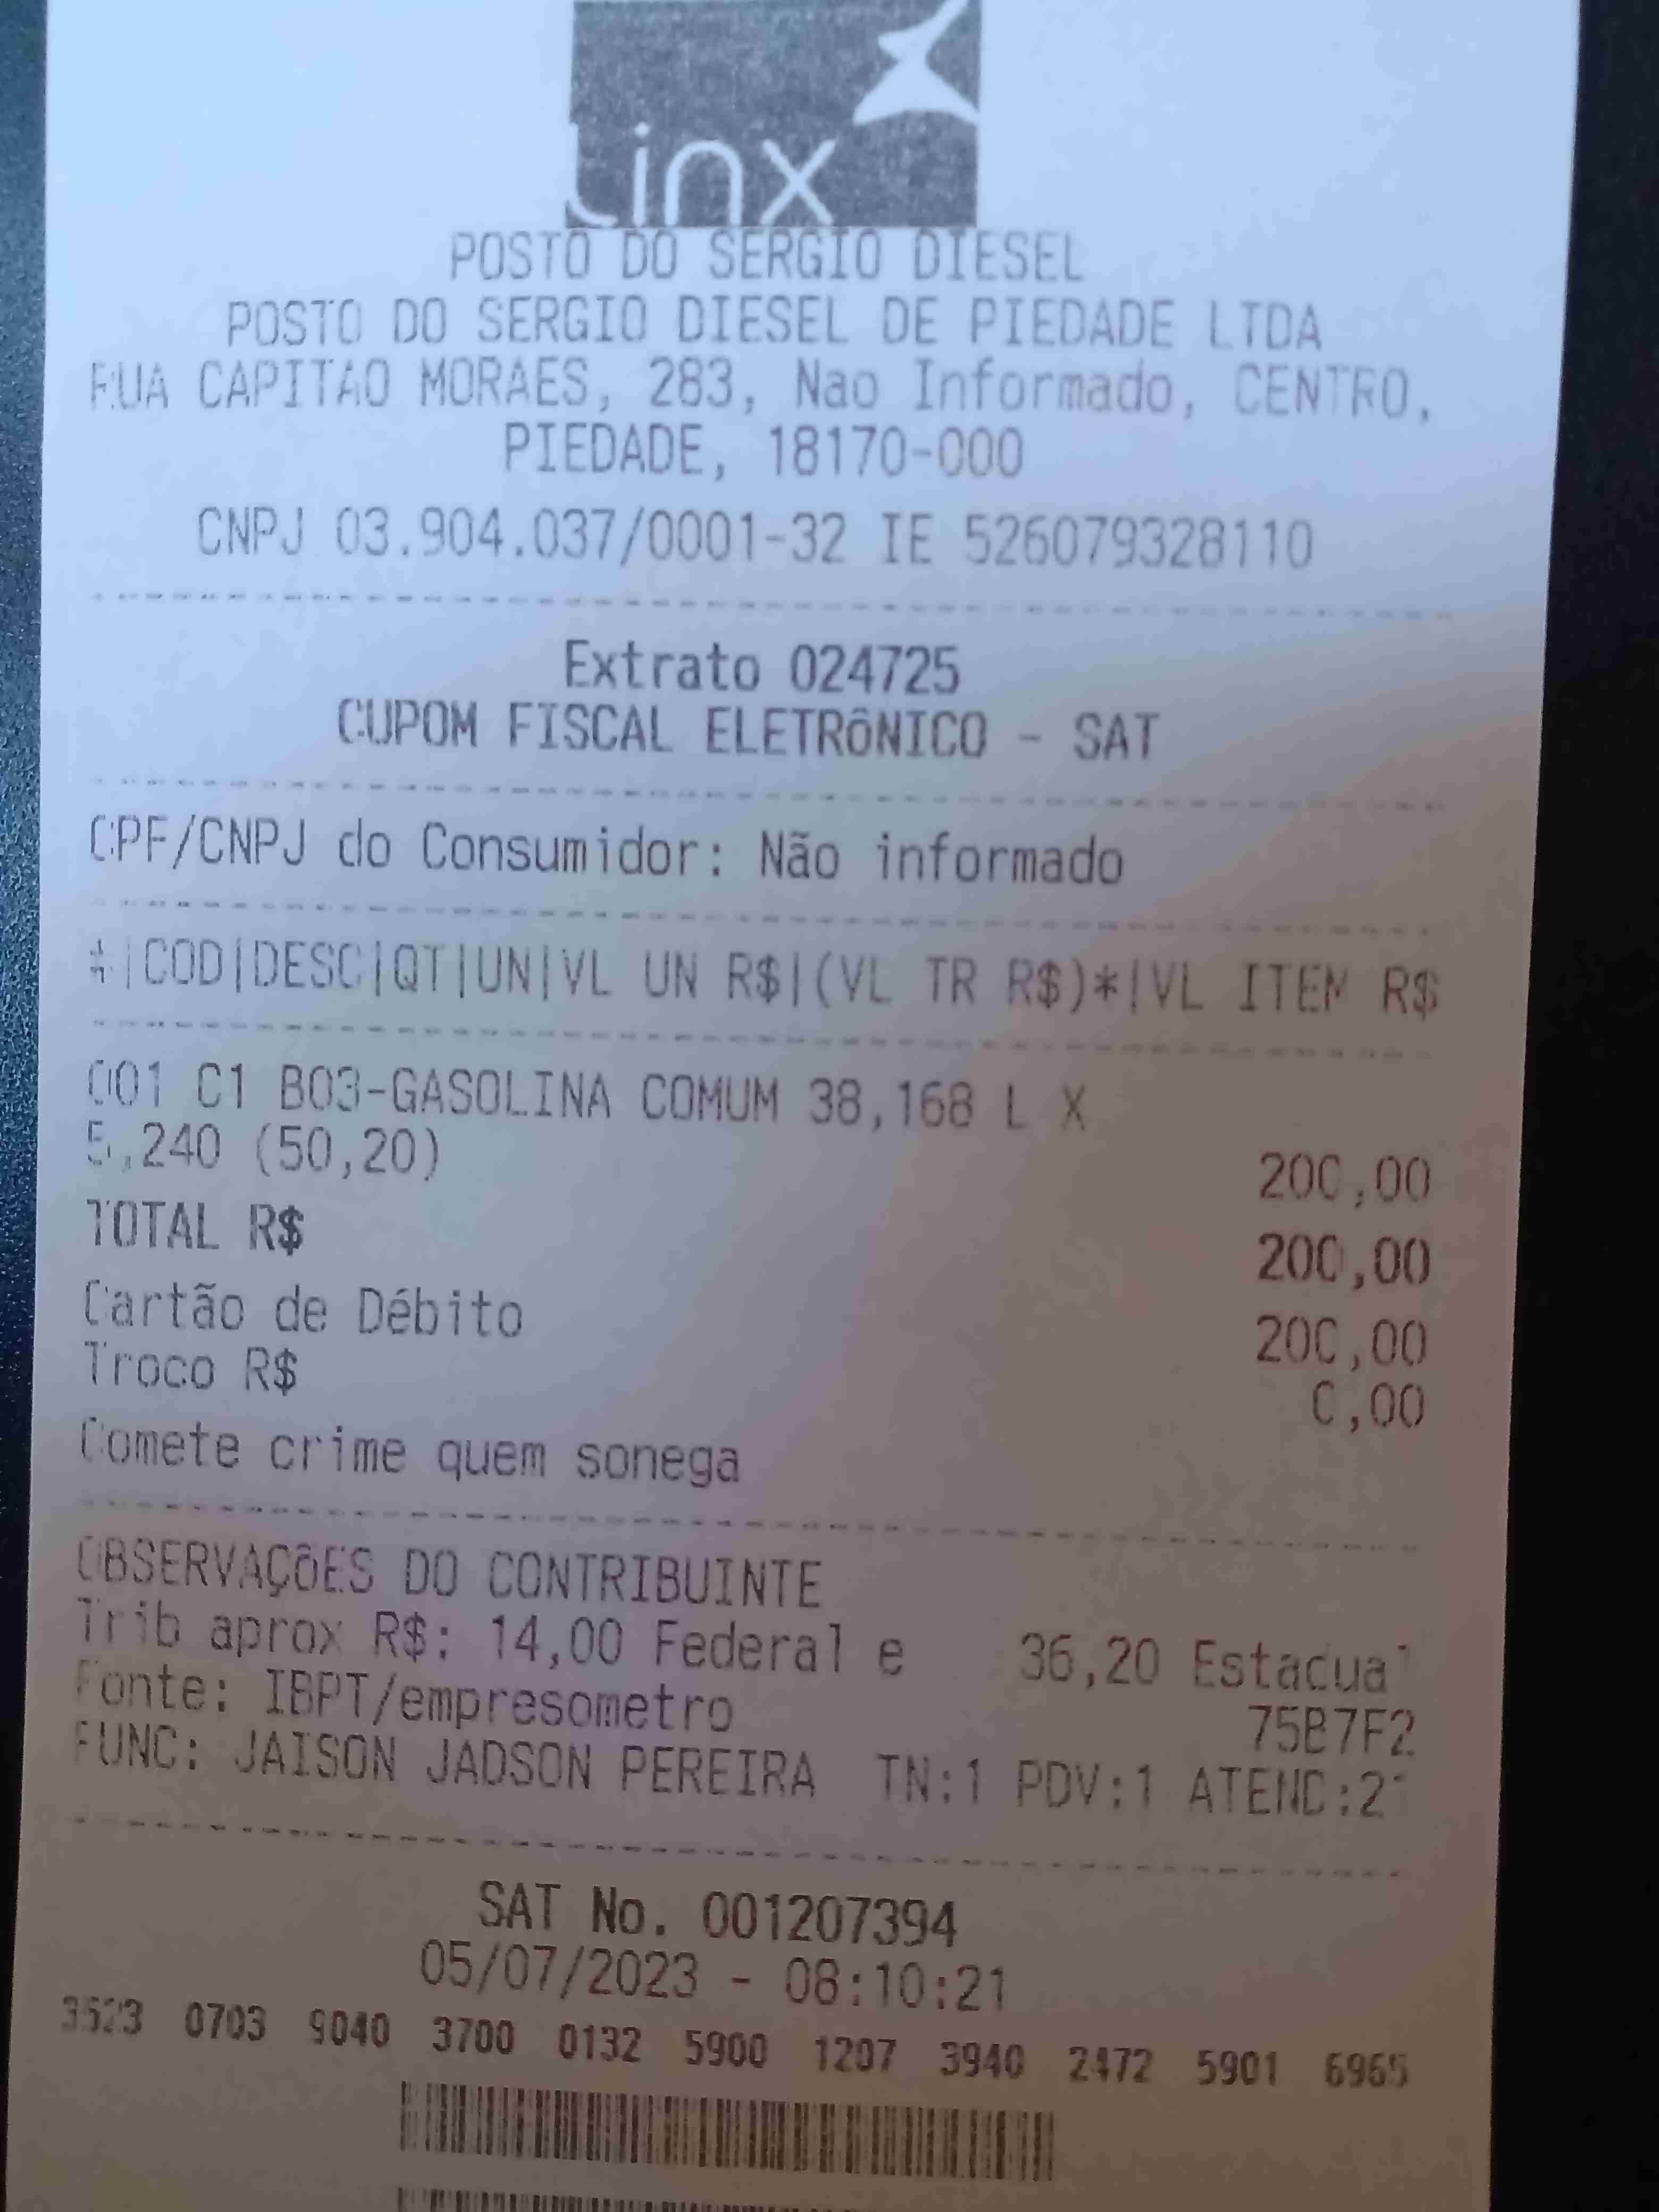 Linx
POSTO DO SERGIO DIESEL
POSTO DO SERGIO DIESEL DE PIEDADE LTDA
RUA CAPITAO MORAES, 283, Nao Informado, CENTRO,
PIEDADE, 18170-000
CNPJ 03.904.037/0001-32 IE 526079328110
Extrato 024725
CUPOM FISCAL ELETRôNICO - SAT
CPF/CNPJ do Consumidor: Não informado
#|COD|DESC|QT|UN|VL UN R$|(VL TR R$)*|VL ITEM R$
001 C1 B03-GASOLINA COMUM 38,168 L X
5,240 (50,20) 200,00
TOTAL R$ 200,00
Cartão de Débito 200,00
Troco R$ 0,00
Comete crime quem sonega
OBSERVAÇõES DO CONTRIBUINTE
Trib aprox R$: 14,00 Federal e 36,20 Estadual
Fonte: IBPT/empresometro 75B7F2
FUNC: JAISON JADSON PEREIRA TN:1 PDV:1 ATEND:21
SAT No. 001207394
05/07/2023 - 08:10:21
3523 0703 9040 3700 0132 5900 1207 3940 2472 5901 6965